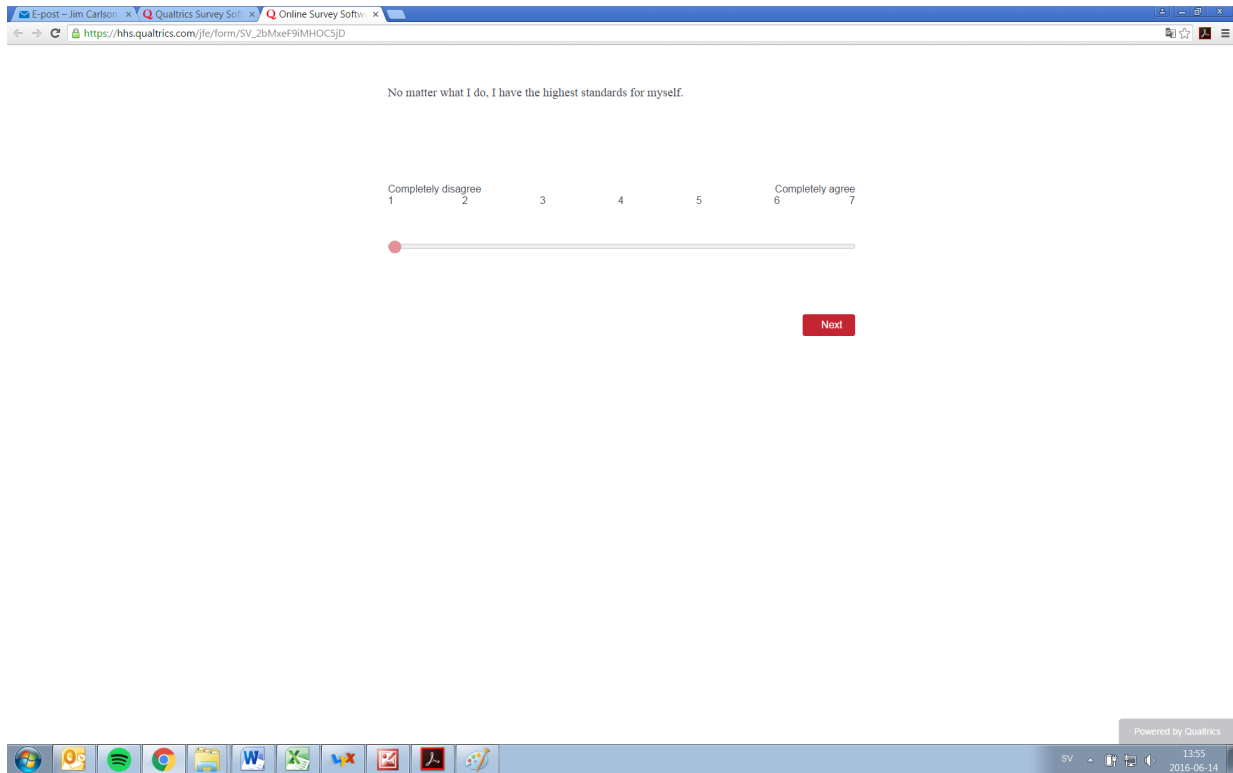 E-post – Jim Carlson
Qualtrics Survey Soft
Online Survey Softw
https://hhs.qualtrics.com/jfe/form/SV_2bMxeF9iMHOC5jD
No matter what I do, I have the highest standards for myself.
Completely disagree Completely agree
1 2 3 4 5 6 7
Next
Powered by Qualtrics
SV
13:55
2016-06-14